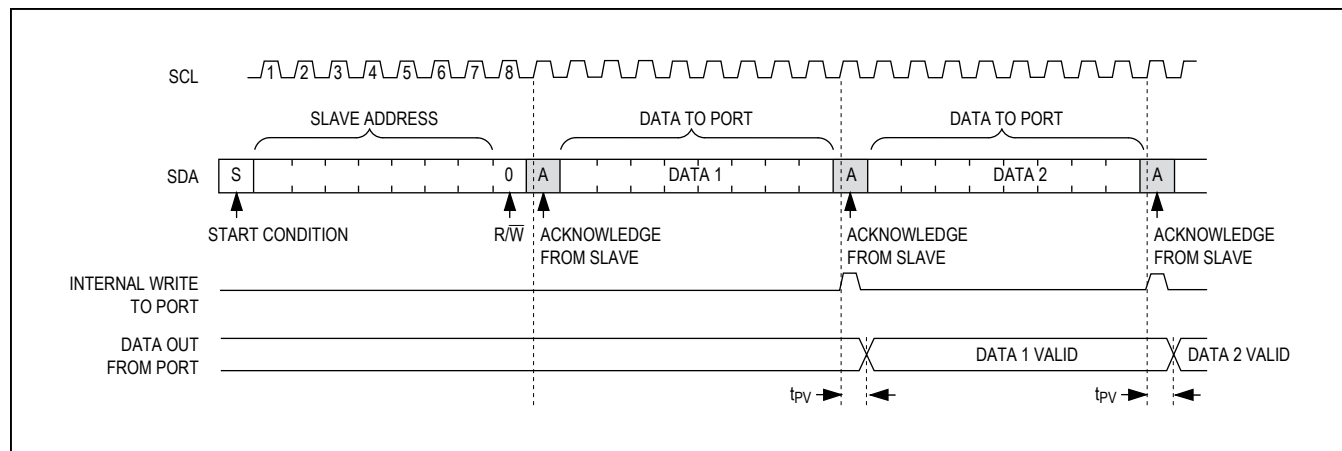 SCL
1 2 3 4 5 6 7 8
SLAVE ADDRESS DATA TO PORT DATA TO PORT
SDA S 0 A DATA 1 A DATA 2 A
START CONDITION R/W̅ ACKNOWLEDGE FROM SLAVE ACKNOWLEDGE FROM SLAVE ACKNOWLEDGE FROM SLAVE
INTERNAL WRITE
TO PORT
DATA OUT
FROM PORT
DATA 1 VALID DATA 2 VALID
tPV tPV